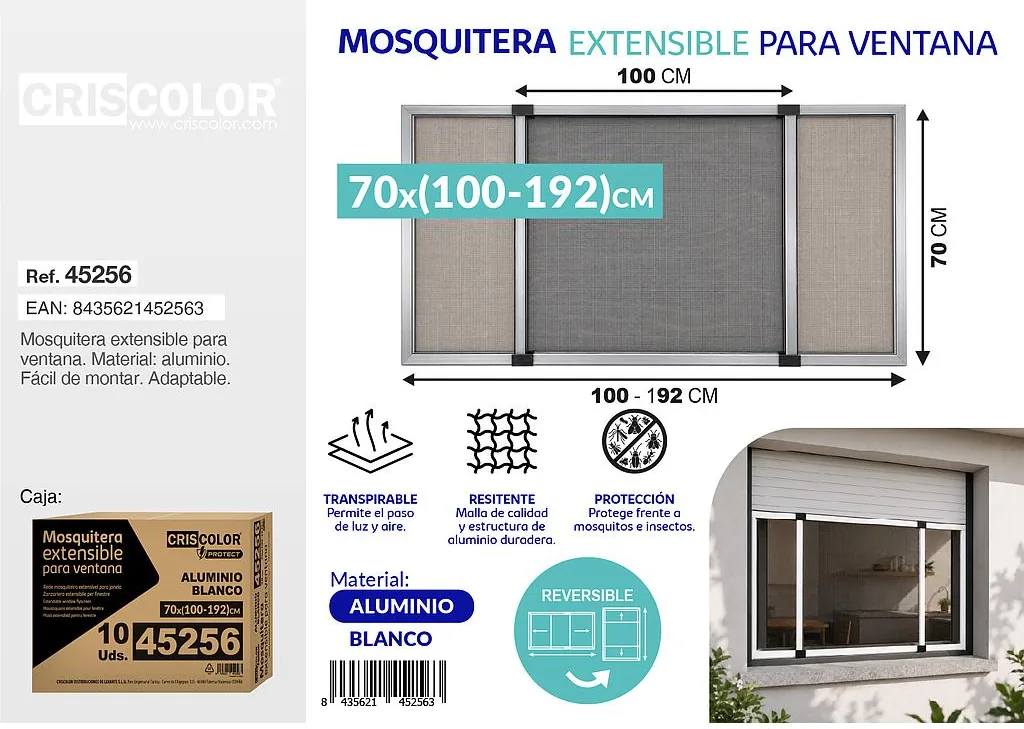 MOSQUITERA EXTENSIBLE PARA VENTANA
CRISCOLOR®
www.criscolor.com
100 CM
70x(100-192)CM
70 CM
100 - 192 CM
Ref. 45256
EAN: 8435621452563
Mosquitera extensible para
ventana. Material: aluminio.
Fácil de montar. Adaptable.
TRANSPIRABLE
Permite el paso
de luz y aire.
RESITENTE
Malla de calidad
y estructura de
aluminio duradera.
PROTECCIÓN
Protege frente a
mosquitos e insectos.
Caja:
Mosquitera
extensible
para ventana
CRISCOLOR
PROTECT
ALUMINIO
BLANCO
70x(100-192)CM
10
Uds.
45256
45256
Material:
ALUMINIO
BLANCO
8 435621 452563
REVERSIBLE